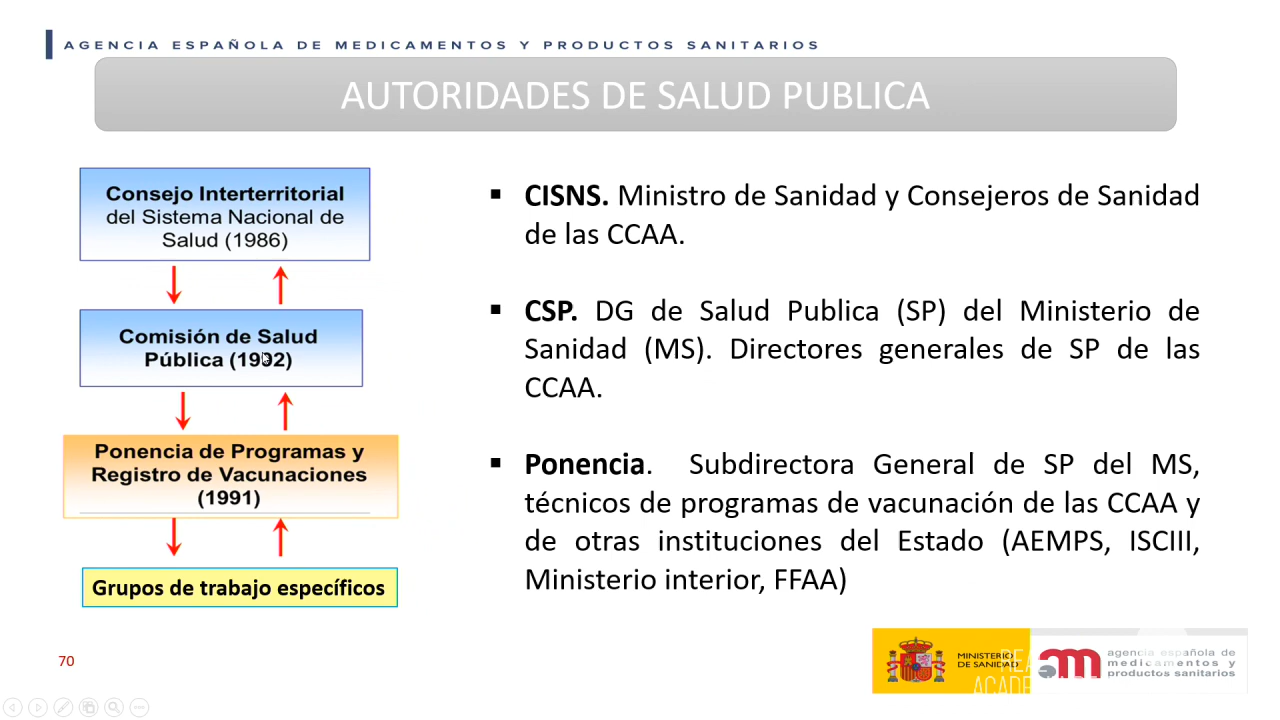 AGENCIA ESPAÑOLA DE MEDICAMENTOS Y PRODUCTOS SANITARIOS
AUTORIDADES DE SALUD PUBLICA
Consejo Interterritorial
del Sistema Nacional de
Salud (1986)
Comisión de Salud
Pública (1992)
Ponencia de Programas y
Registro de Vacunaciones
(1991)
Grupos de trabajo específicos
▪ CISNS. Ministro de Sanidad y Consejeros de Sanidad
de las CCAA.
▪ CSP. DG de Salud Publica (SP) del Ministerio de
Sanidad (MS). Directores generales de SP de las
CCAA.
▪ Ponencia. Subdirectora General de SP del MS,
técnicos de programas de vacunación de las CCAA y
de otras instituciones del Estado (AEMPS, ISCIII,
Ministerio interior, FFAA)
70
MINISTERIO
DE SANIDAD
agencia española de
medicamentos y
productos sanitarios